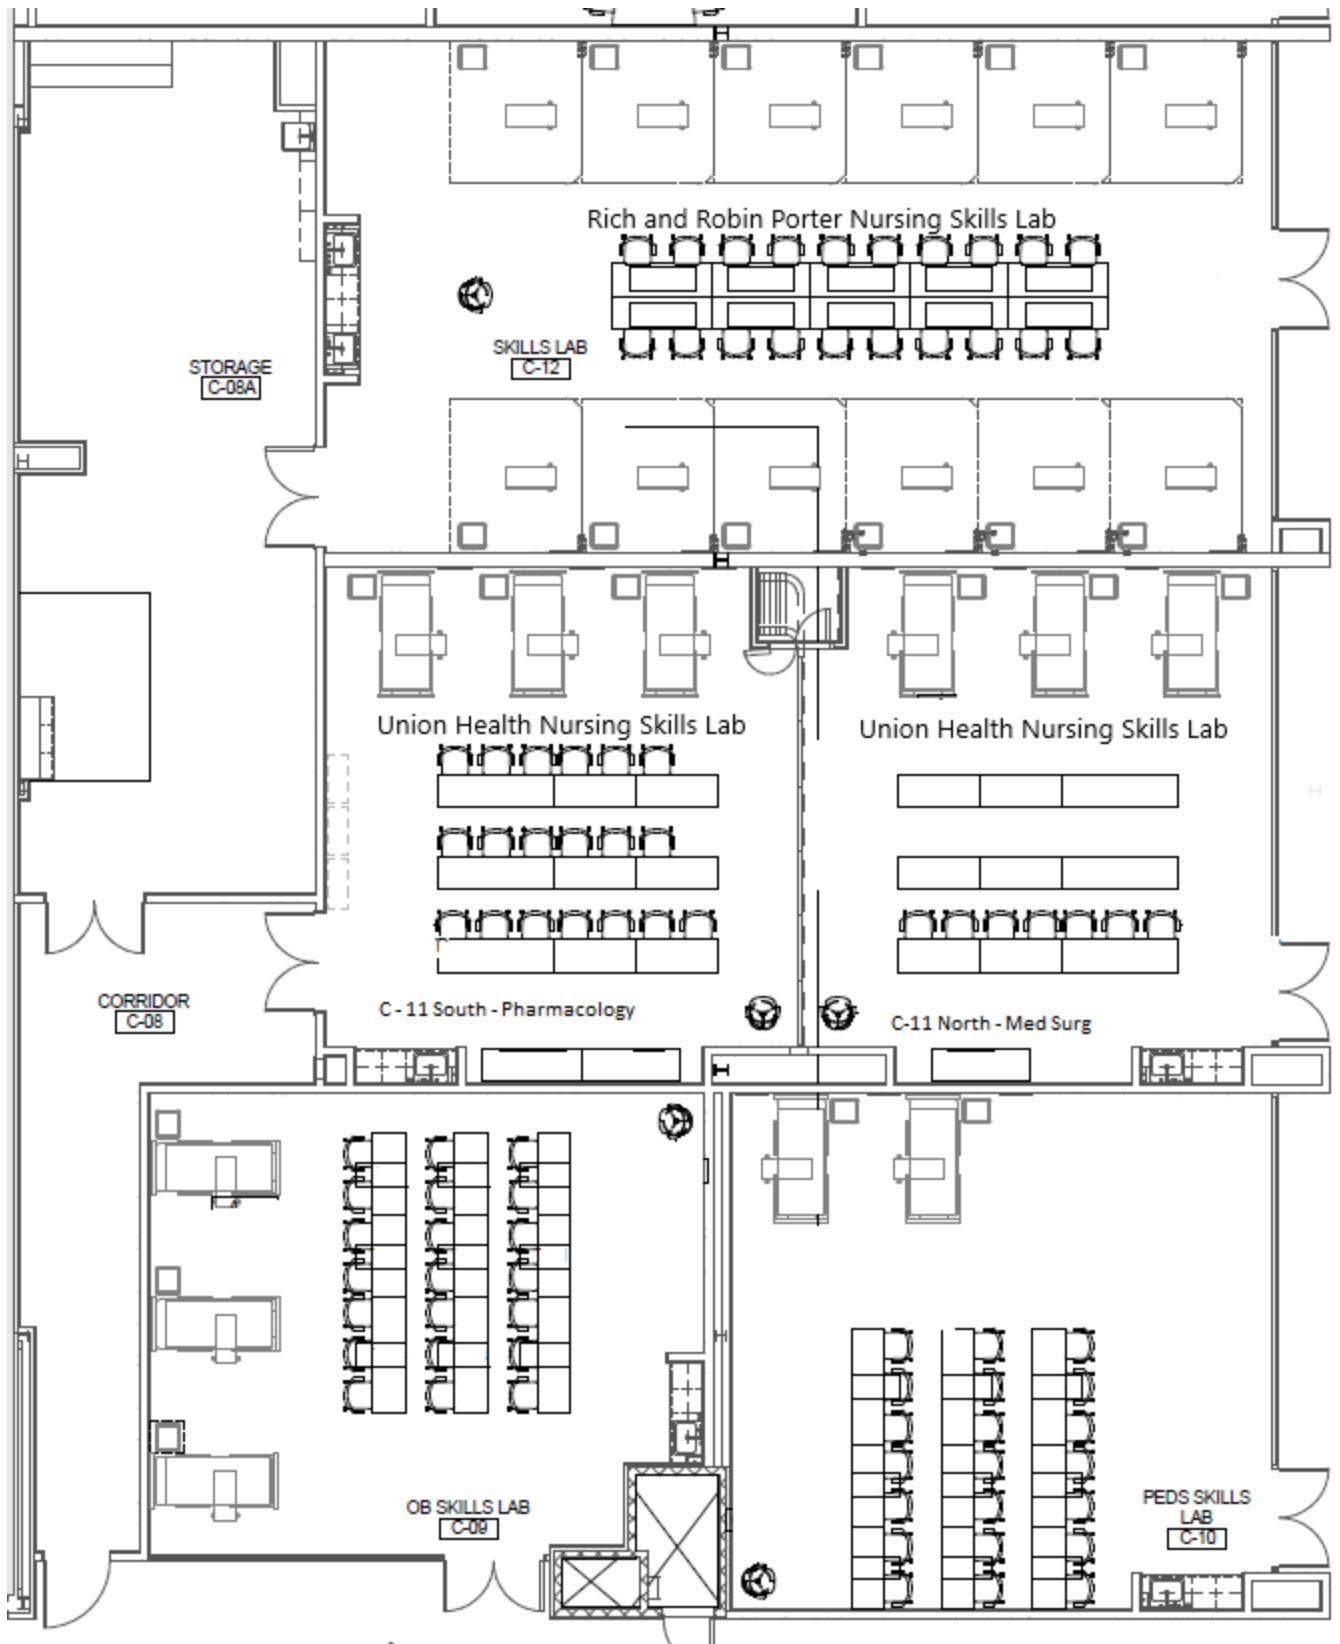 Rich and Robin Porter Nursing Skills Lab
SKILLS LAB
C-12
STORAGE
C-08A
Union Health Nursing Skills Lab
Union Health Nursing Skills Lab
CORRIDOR
C-08
C - 11 South - Pharmacology
C-11 North - Med Surg
OB SKILLS LAB
C-09
PEDS SKILLS
LAB
C-10